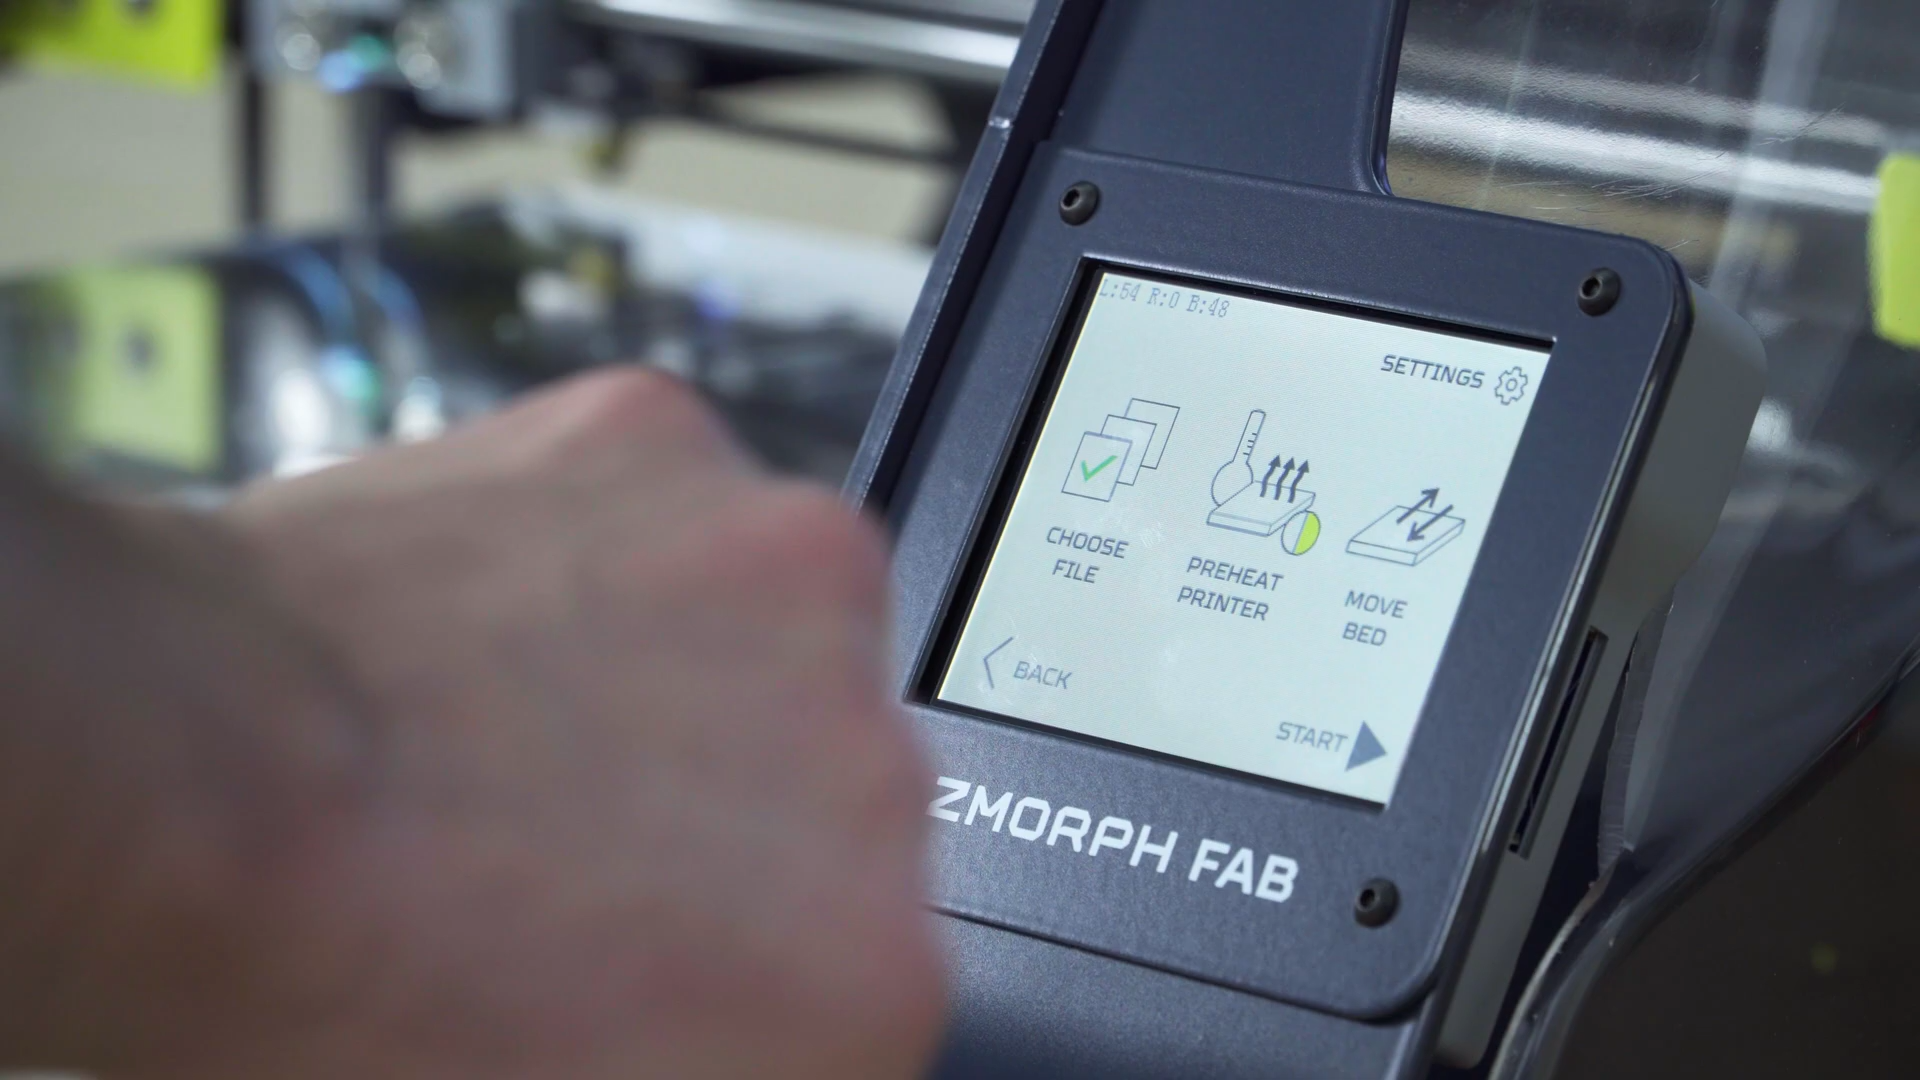 L:54 R:0 B:48
SETTINGS
CHOOSE
FILE
PREHEAT
PRINTER
MOVE
BED
BACK
START
ZMORPH FAB